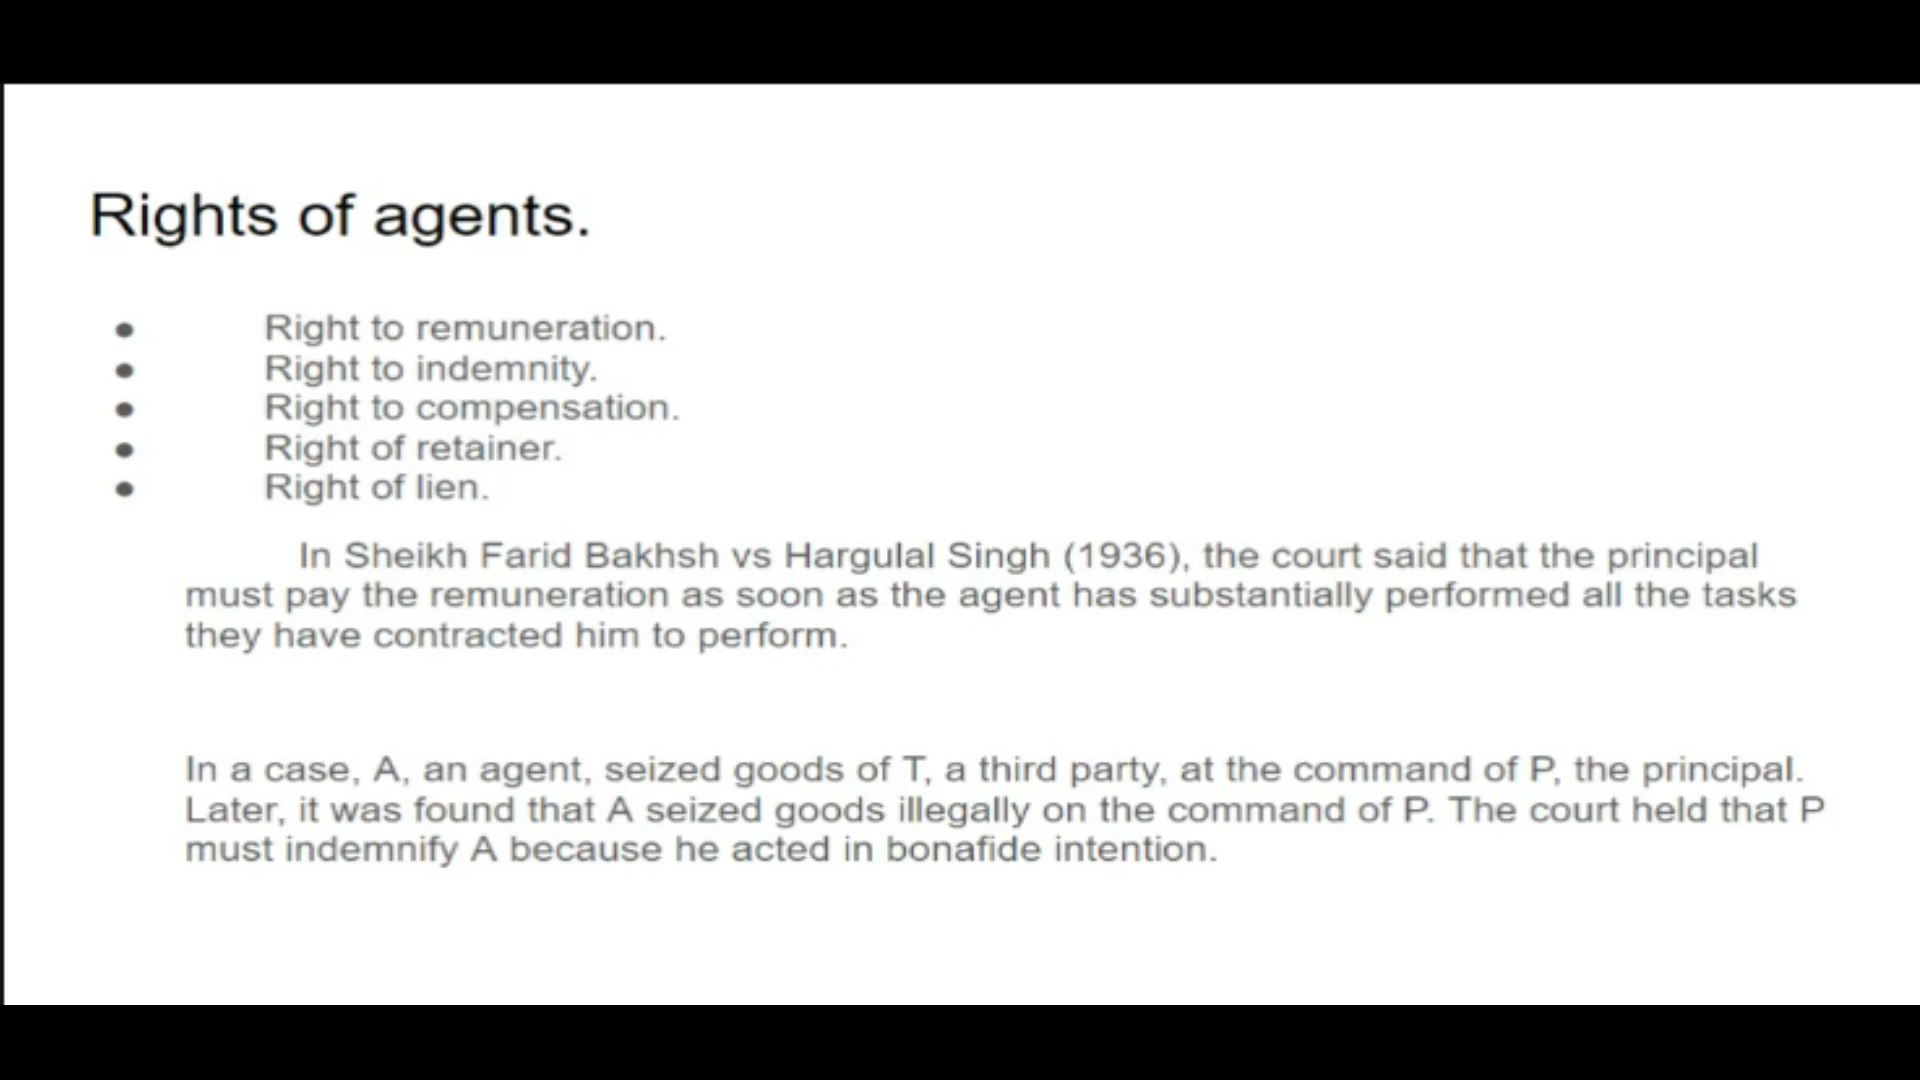 Rights of agents.
● Right to remuneration.
● Right to indemnity.
● Right to compensation.
● Right of retainer.
● Right of lien.
In Sheikh Farid Bakhsh vs Hargulal Singh (1936), the court said that the principal
must pay the remuneration as soon as the agent has substantially performed all the tasks
they have contracted him to perform.
In a case, A, an agent, seized goods of T, a third party, at the command of P, the principal.
Later, it was found that A seized goods illegally on the command of P. The court held that P
must indemnify A because he acted in bonafide intention.